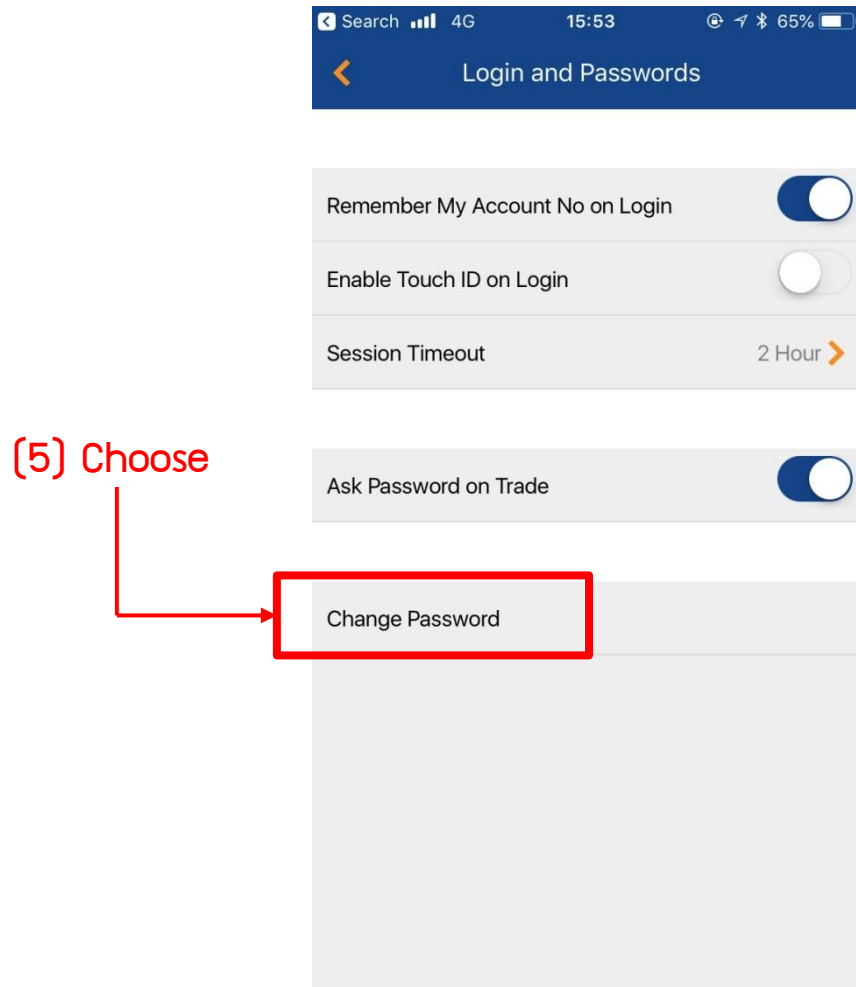 Search 4G 15:53 65%
Login and Passwords
Remember My Account No on Login
Enable Touch ID on Login
Session Timeout 2 Hour
(5) Choose
Ask Password on Trade
Change Password